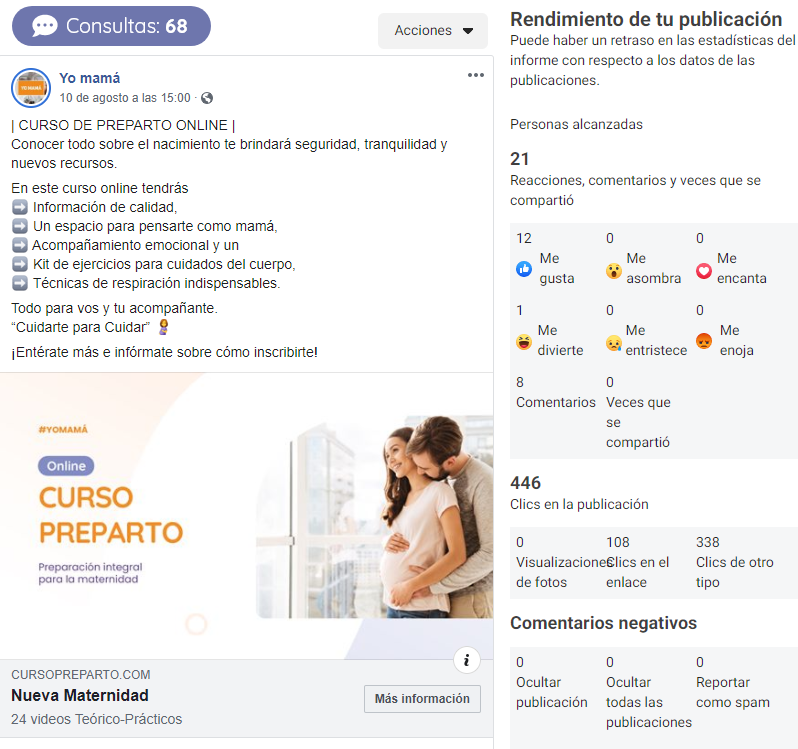 Consultas: 68
Acciones
Yo mamá
10 de agosto a las 15:00 ·
| CURSO DE PREPARTO ONLINE |
Conocer todo sobre el nacimiento te brindará seguridad, tranquilidad y
nuevos recursos.
En este curso online tendrás
➡️ Información de calidad,
➡️ Un espacio para pensarte como mamá,
➡️ Acompañamiento emocional y un
➡️ Kit de ejercicios para cuidados del cuerpo,
➡️ Técnicas de respiración indispensables.
Todo para vos y tu acompañante.
“Cuidarte para Cuidar” 🤱
¡Entérate más e infórmate sobre cómo inscribirte!
YO MAMÁ
#YOMAMÁ
Online
CURSO
PREPARTO
Preparación integral
para la maternidad
i
CURSOPREPARTO.COM
Nueva Maternidad
24 videos Teórico-Prácticos
Más información
Rendimiento de tu publicación
Puede haber un retraso en las estadísticas del
informe con respecto a los datos de las
publicaciones.
Personas alcanzadas
21
Reacciones, comentarios y veces que se
compartió
12 0 0
Me Me Me
gusta asombra encanta
1 0 0
Me Me Me
divierte entristece enoja
8 0
Comentarios Veces que
se
compartió
446
Clics en la publicación
0 108 338
Visualizaciones Clics en el Clics de otro
de fotos enlace tipo
Comentarios negativos
0 0 0
Ocultar Ocultar Reportar
publicación todas las como spam
publicaciones